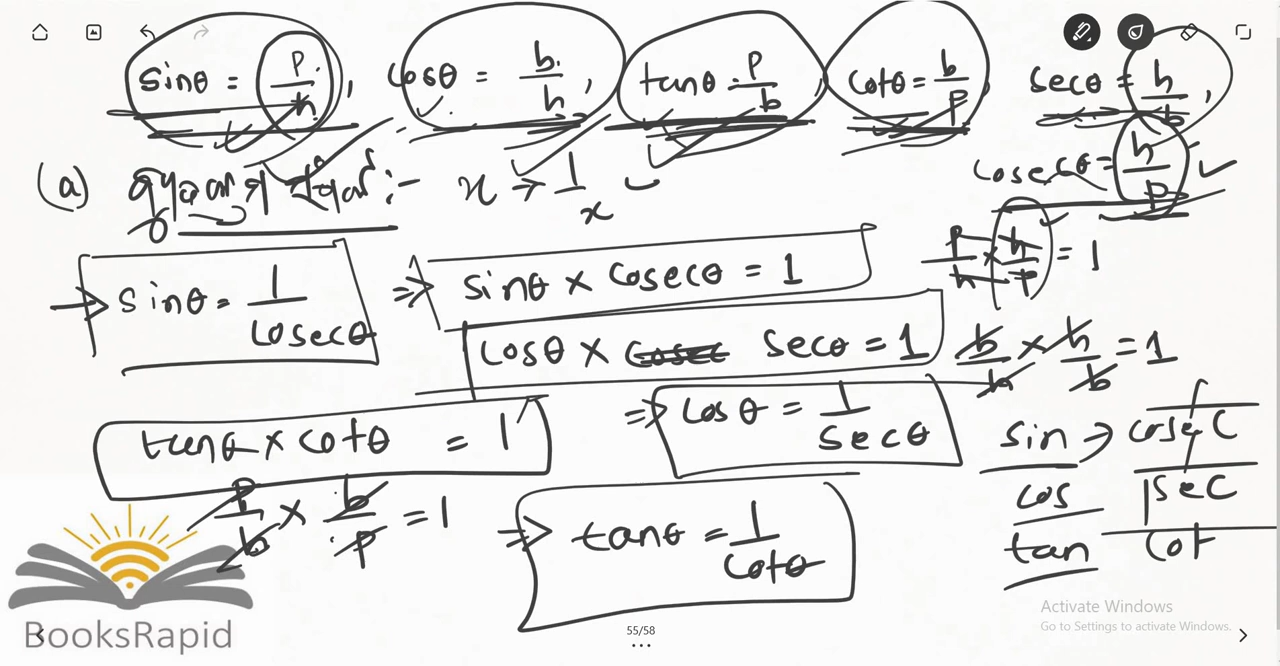 sinθ = p/h, cosθ = b/h, tanθ = p/b cotθ = b/p secθ = h/b,
cosecθ = h/p
(a) :- x → 1/x
p/h × h/p = 1
sinθ = 1/cosecθ ⇒ sinθ × cosecθ = 1
cosθ × cosec secθ = 1 b/h × h/b = 1
tanθ × cotθ = 1 ⇒ cosθ = 1/secθ
sin → cosec
cos sec
tan cot
p/b × b/p = 1 ⇒ tanθ = 1/cotθ
BooksRapid
55/58
Activate Windows
Go to Settings to activate Windows.